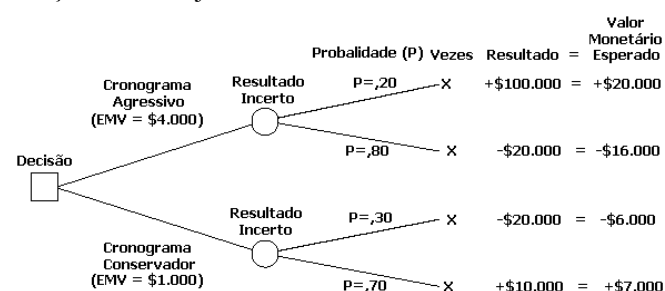 Valor
Monetário
Probalidade (P) Vezes Resultado = Esperado
Cronograma
Agressivo
(EMV = $4.000)
Resultado
Incerto
P=,20 X +$100.000 = +$20.000
P=,80 X -$20.000 = -$16.000
Decisão
Resultado
Incerto
P=,30 X -$20.000 = -$6.000
Cronograma
Conservador
(EMV = $1.000)
P=,70 X +$10.000 = +$7.000